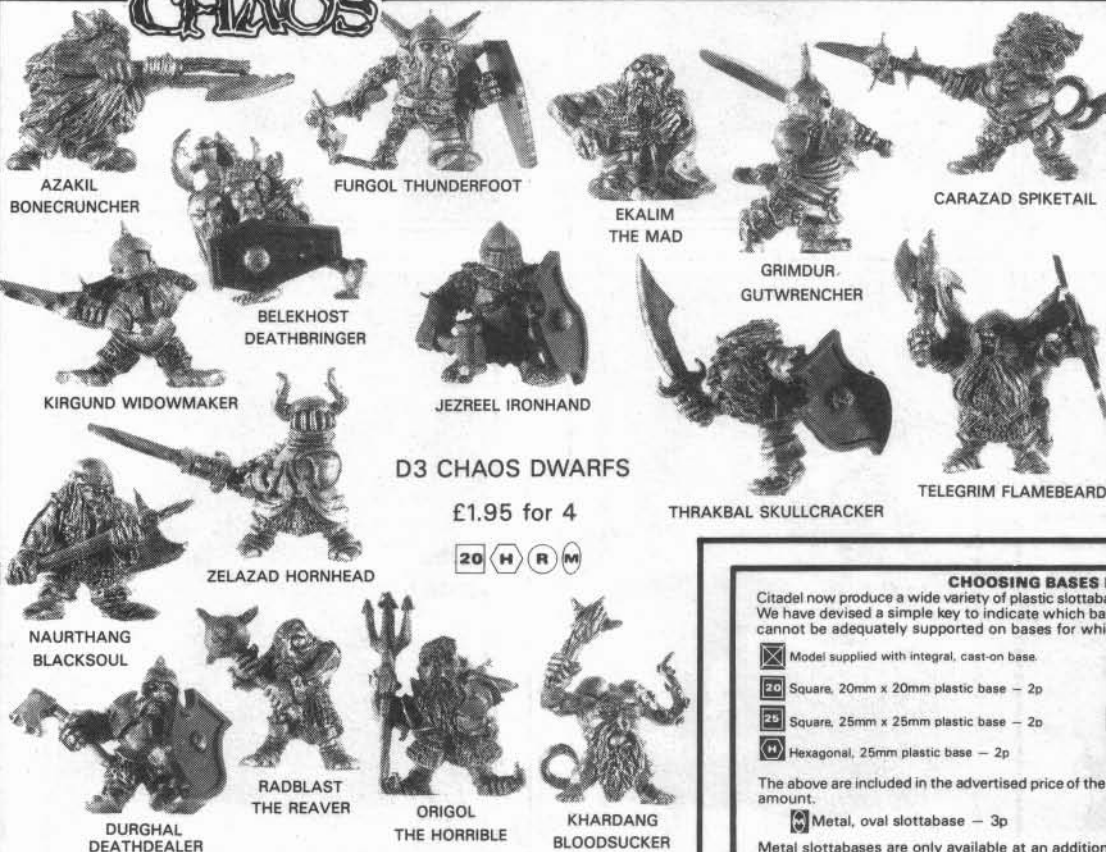 CHAOS
AZAKIL
BONECRUNCHER
FURGOL THUNDERFOOT
EKALIM
THE MAD
GRIMDUR
GUTWRENCHER
CARAZAD SPIKETAIL
BELEKHOST
DEATHBRINGER
KIRGUND WIDOWMAKER
JEZREEL IRONHAND
THRAKBAL SKULLCRACKER
TELEGRIM FLAMEBEARD
D3 CHAOS DWARFS
£1.95 for 4
20 H R M
ZELAZAD HORNHEAD
NAURTHANG
BLACKSOUL
DURGHAL
DEATHDEALER
RADBLAST
THE REAVER
ORIGOL
THE HORRIBLE
KHARDANG
BLOODSUCKER
CHOOSING BASES
Citadel now produce a wide variety of plastic
We have devised a simple key to indicate which
cannot be adequately supported on bases for
Model supplied with integral, cast-on base.
20 Square, 20mm x 20mm plastic base — 2p
25 Square, 25mm x 25mm plastic base — 2p
H Hexagonal, 25mm plastic base — 2p
The above are included in the advertised price of the
amount.
Metal, oval slottabase — 3p
Metal slottabases are only available at an